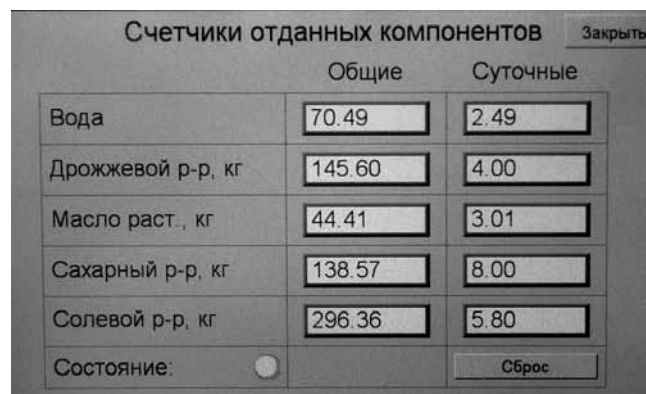 Счетчики отданных компонентов Закрыть
Общие Суточные
Вода 70.49 2.49
Дрожжевой р-р, кг 145.60 4.00
Масло раст., кг 44.41 3.01
Сахарный р-р, кг 138.57 8.00
Солевой р-р, кг 296.36 5.80
Состояние: Сброс